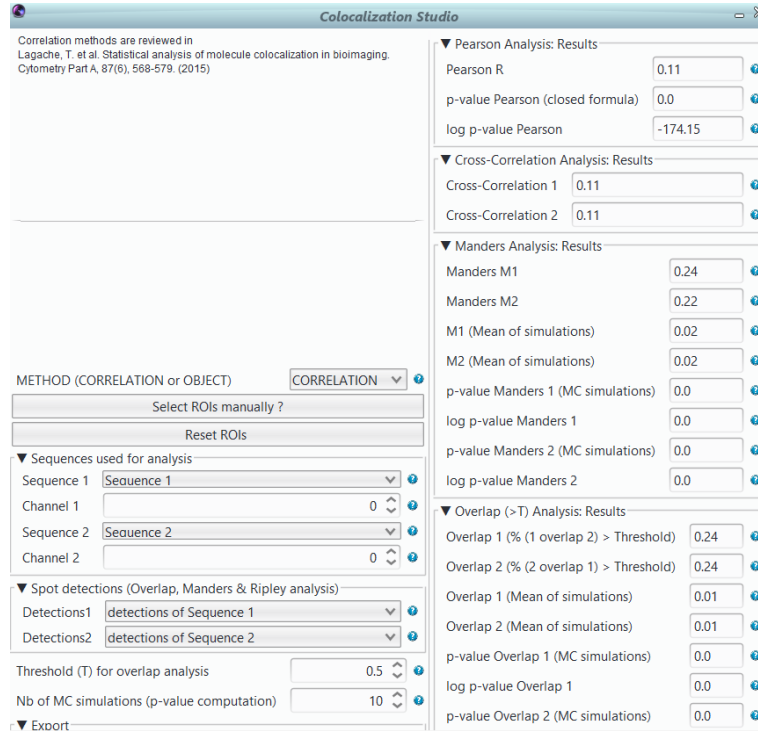 Colocalization Studio
Correlation methods are reviewed in
Lagache, T. et al. Statistical analysis of molecule colocalization in bioimaging.
Cytometry Part A, 87(6), 568-579. (2015)
METHOD (CORRELATION or OBJECT) CORRELATION
Select ROIs manually ?
Reset ROIs
▼ Sequences used for analysis
Sequence 1 Sequence 1
Channel 1 0
Sequence 2 Sequence 2
Channel 2 0
▼ Spot detections (Overlap, Manders & Ripley analysis)
Detections1 detections of Sequence 1
Detections2 detections of Sequence 2
Threshold (T) for overlap analysis 0.5
Nb of MC simulations (p-value computation) 10
▼ Export
▼ Pearson Analysis: Results
Pearson R 0.11
p-value Pearson (closed formula) 0.0
log p-value Pearson -174.15
▼ Cross-Correlation Analysis: Results
Cross-Correlation 1 0.11
Cross-Correlation 2 0.11
▼ Manders Analysis: Results
Manders M1 0.24
Manders M2 0.22
M1 (Mean of simulations) 0.02
M2 (Mean of simulations) 0.02
p-value Manders 1 (MC simulations) 0.0
log p-value Manders 1 0.0
p-value Manders 2 (MC simulations) 0.0
log p-value Manders 2 0.0
▼ Overlap (>T) Analysis: Results
Overlap 1 (% (1 overlap 2) > Threshold) 0.24
Overlap 2 (% (2 overlap 1) > Threshold) 0.24
Overlap 1 (Mean of simulations) 0.01
Overlap 2 (Mean of simulations) 0.01
p-value Overlap 1 (MC simulations) 0.0
log p-value Overlap 1 0.0
p-value Overlap 2 (MC simulations) 0.0